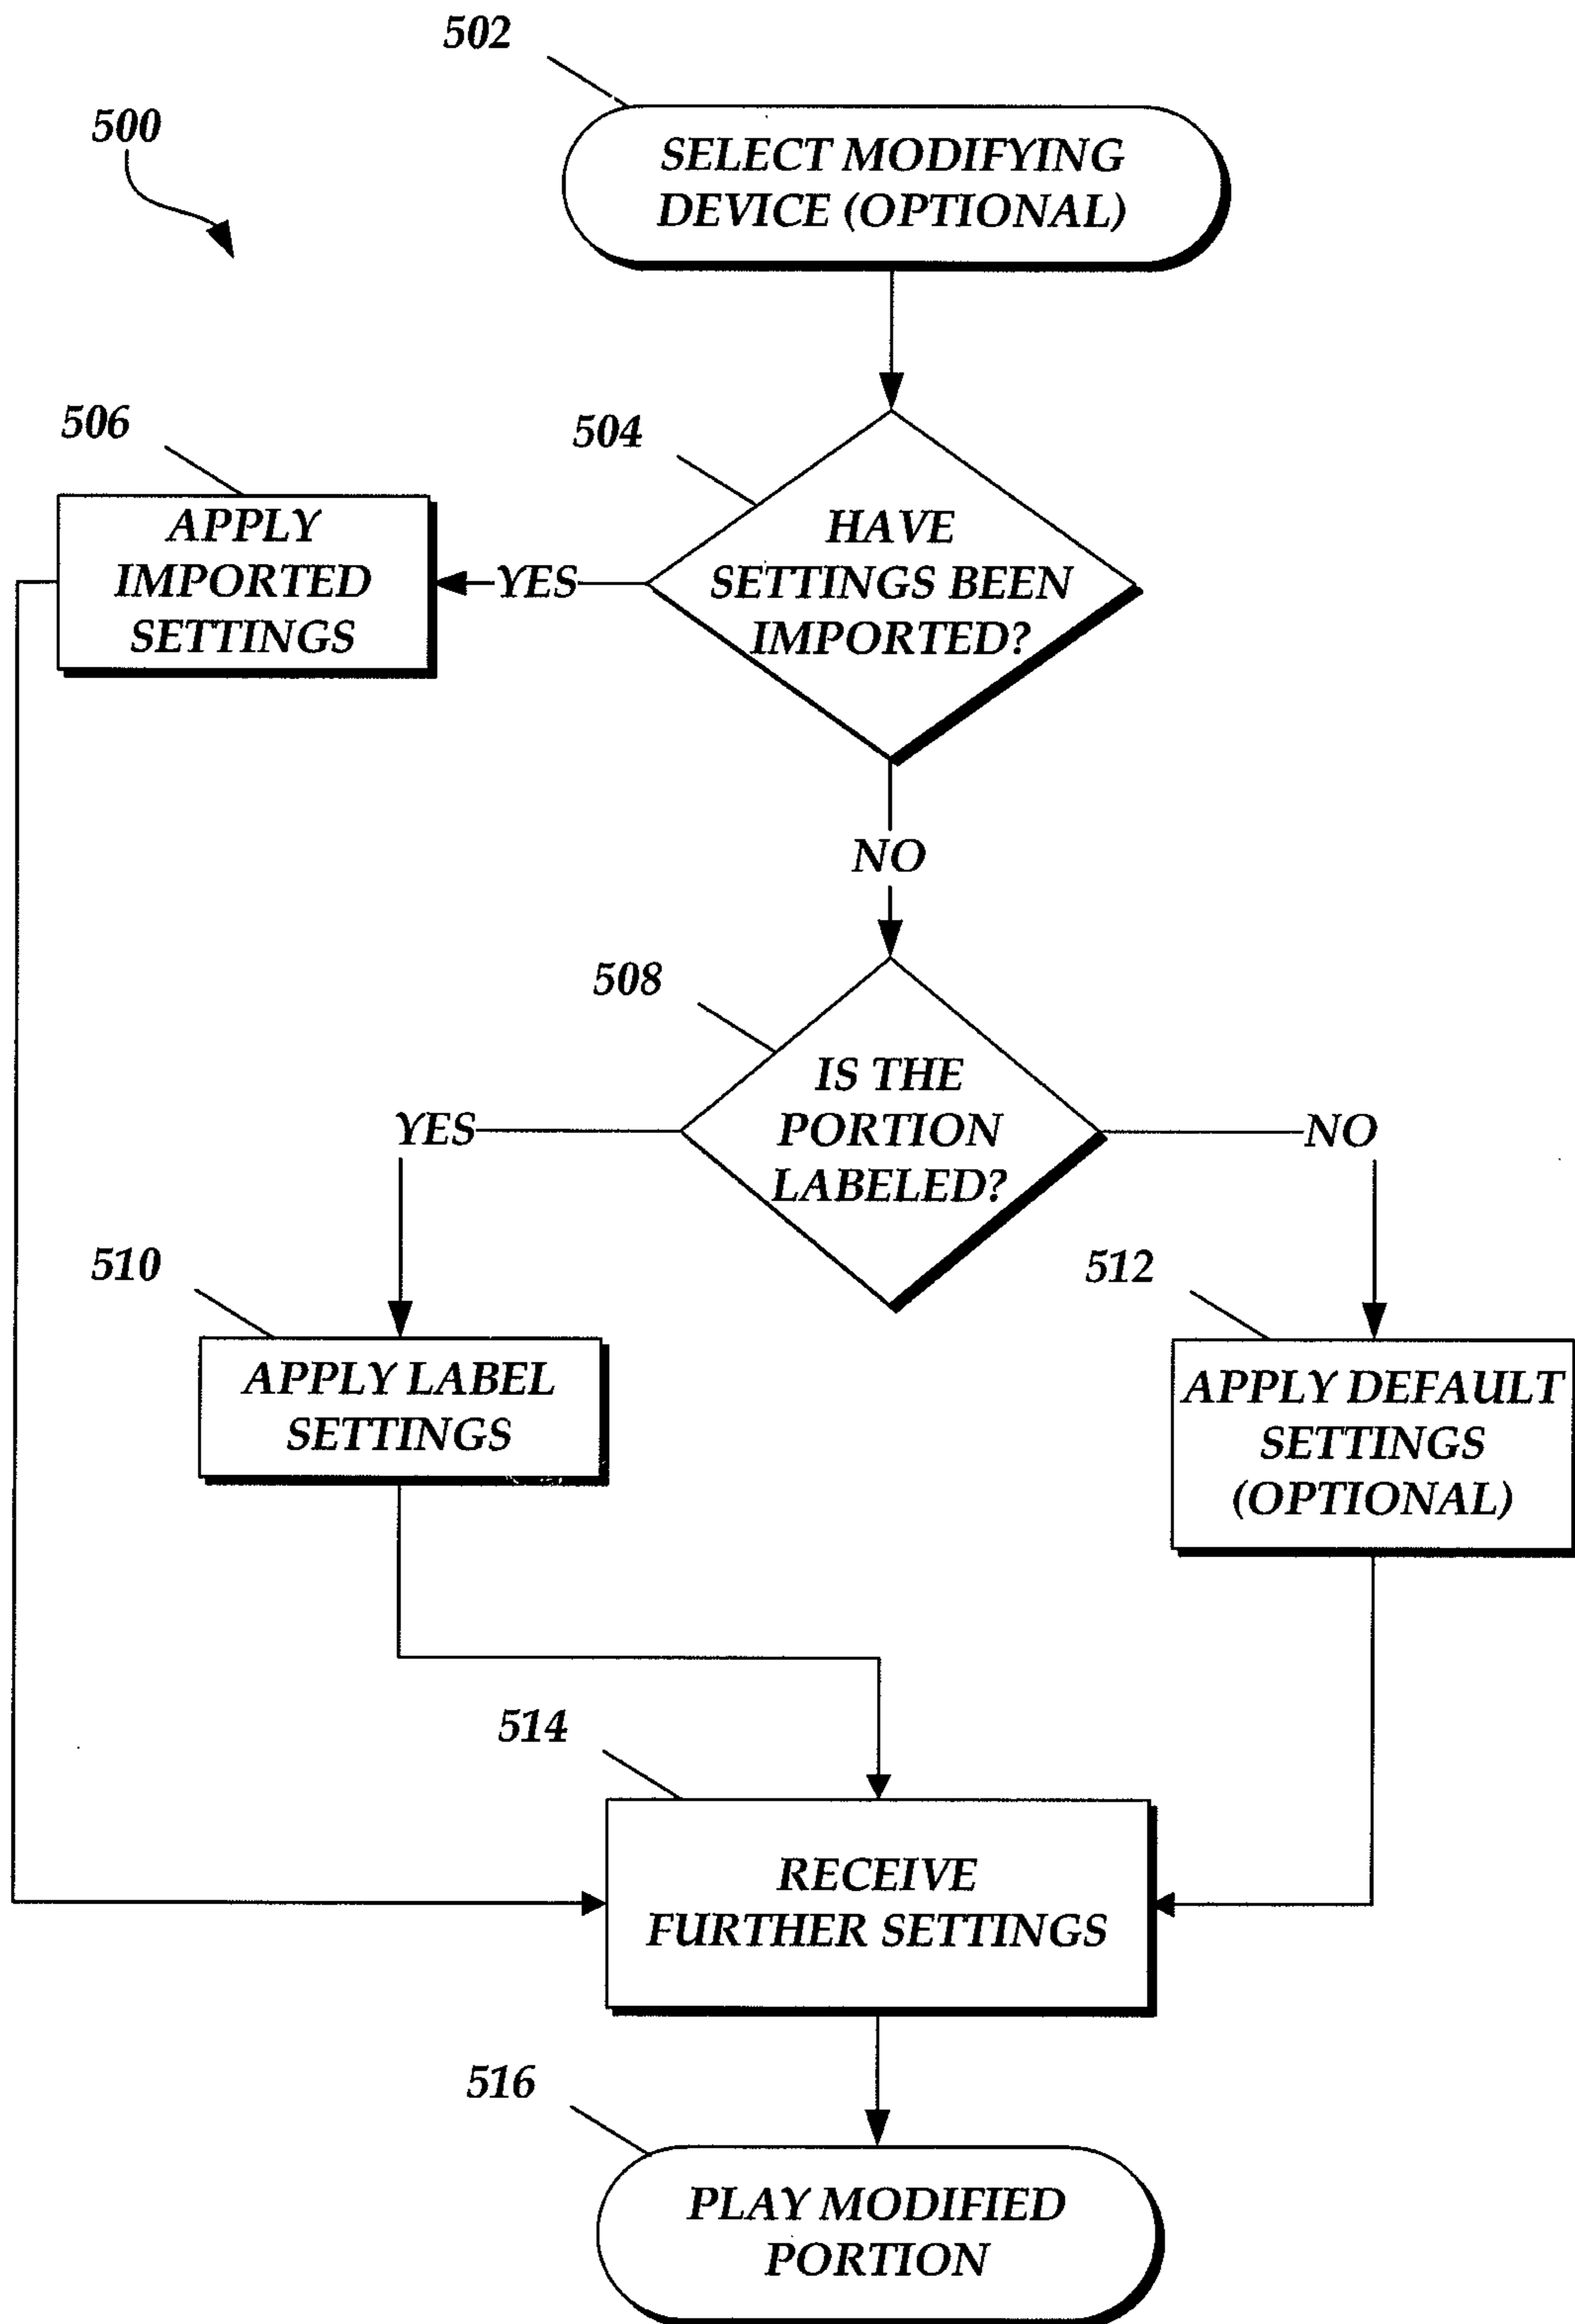 502
500
SELECT MODIFYING
DEVICE (OPTIONAL)
506
504
APPLY
IMPORTED
SETTINGS
YES
HAVE
SETTINGS BEEN
IMPORTED?
NO
508
IS THE
PORTION
LABELED?
YES
NO
510
512
APPLY LABEL
SETTINGS
APPLY DEFAULT
SETTINGS
(OPTIONAL)
514
RECEIVE
FURTHER SETTINGS
516
PLAY MODIFIED
PORTION